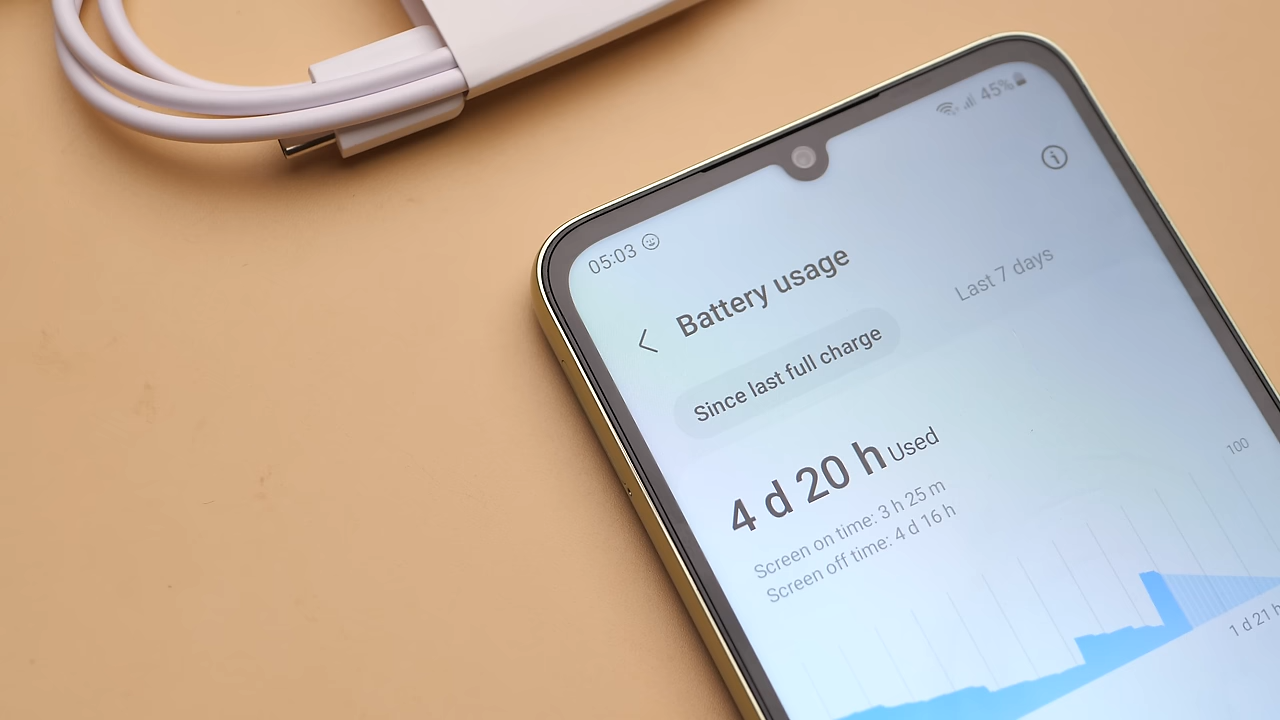 45%
05:03
Battery usage
Since last full charge
Last 7 days
4 d 20 h Used
Screen on time: 3 h 25 m
Screen off time: 4 d 16 h
100
1 d 21 h